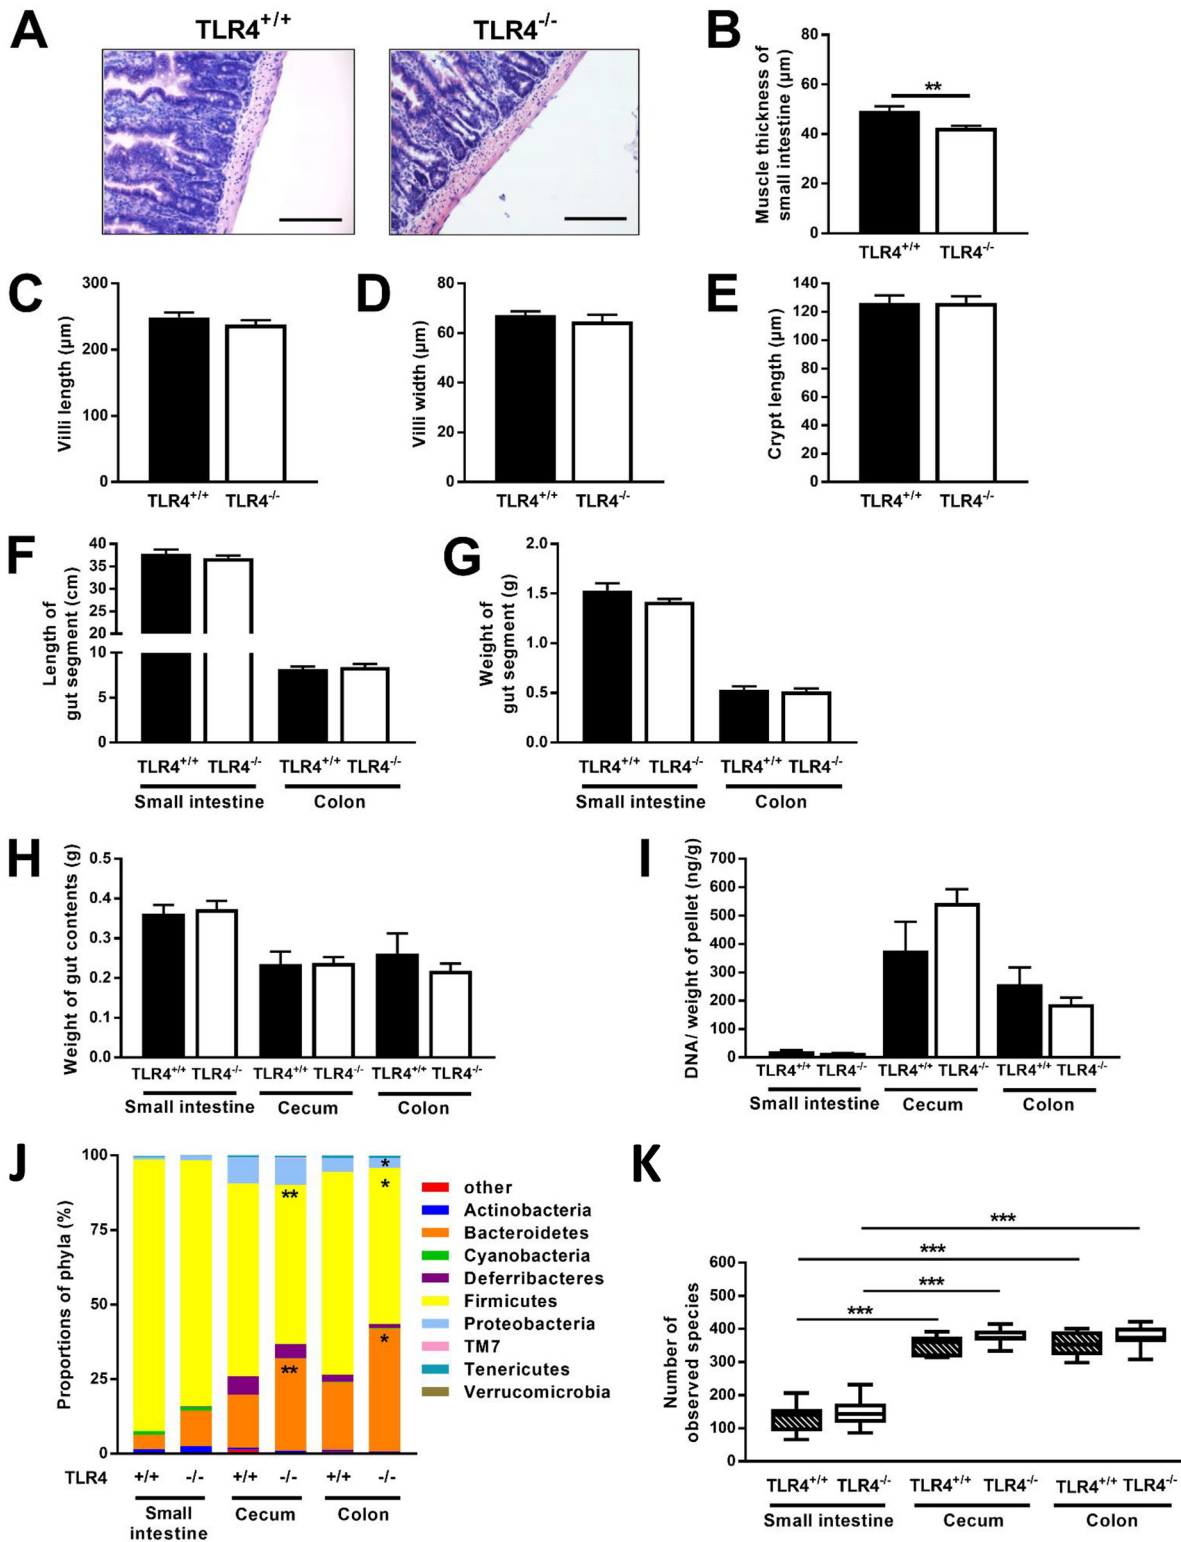 A
TLR4+/+
TLR4-/-
B
Muscle thickness of
small intestine (μm)
80
60
40
20
0
**
TLR4+/+ TLR4-/-
C
Villi length (μm)
300
200
100
0
TLR4+/+ TLR4-/-
D
Villi width (μm)
80
60
40
20
0
TLR4+/+ TLR4-/-
E
Crypt length (μm)
140
120
100
80
60
40
20
0
TLR4+/+ TLR4-/-
F
Length of
gut segment (cm)
40
35
30
25
20
10
5
0
TLR4+/+ TLR4-/- TLR4+/+ TLR4-/-
Small intestine Colon
G
Weight of
gut segment (g)
2.0
1.5
1.0
0.5
0.0
TLR4+/+ TLR4-/- TLR4+/+ TLR4-/-
Small intestine Colon
H
Weight of gut contents (g)
0.5
0.4
0.3
0.2
0.1
0.0
TLR4+/+ TLR4-/- TLR4+/+ TLR4-/- TLR4+/+ TLR4-/-
Small intestine Cecum Colon
I
DNA/ weight of pellet (ng/g)
700
600
500
400
300
200
100
0
TLR4+/+ TLR4-/- TLR4+/+ TLR4-/- TLR4+/+ TLR4-/-
Small intestine Cecum Colon
J
Proportions of phyla (%)
100
75
50
25
0
*
**
*
**
*
TLR4 +/+ -/- +/+ -/- +/+ -/-
Small
intestine
Cecum Colon
other
Actinobacteria
Bacteroidetes
Cyanobacteria
Deferribacteres
Firmicutes
Proteobacteria
TM7
Tenericutes
Verrucomicrobia
K
Number of
observed species
600
500
400
300
200
100
0
***
***
***
***
TLR4+/+ TLR4-/- TLR4+/+ TLR4-/- TLR4+/+ TLR4-/-
Small intestine Cecum Colon